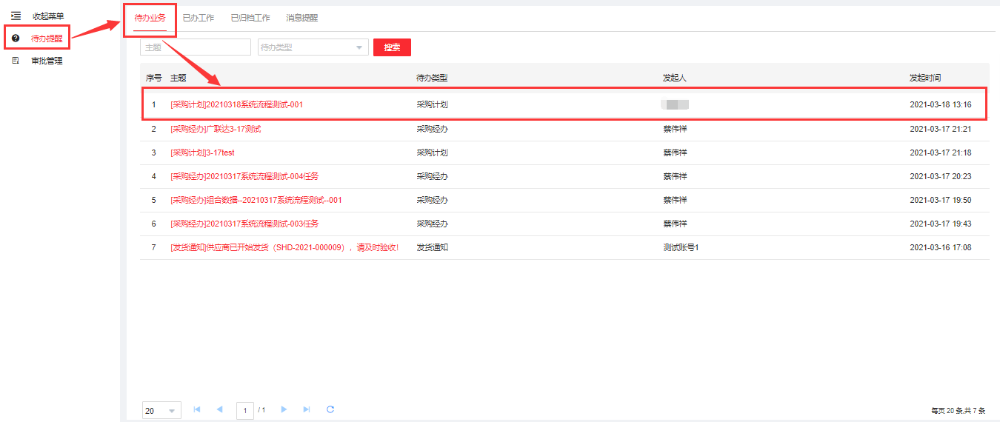 收起菜单
待办提醒
审批管理
待办业务 已办工作 已归档工作 消息提醒
主题 待办类型 搜索
序号 主题 待办类型 发起人 发起时间
1 [采购计划]20210318系统流程测试-001 采购计划 2021-03-18 13:16
2 [采购经办]广联达3-17测试 采购经办 蔡伟祥 2021-03-17 21:21
3 [采购计划]3-17test 采购计划 蔡伟祥 2021-03-17 21:18
4 [采购经办]20210317系统流程测试-004任务 采购经办 蔡伟祥 2021-03-17 20:23
5 [采购经办]组合数据--20210317系统流程测试--001 采购经办 蔡伟祥 2021-03-17 19:50
6 [采购经办]20210317系统流程测试-003任务 采购经办 蔡伟祥 2021-03-17 19:43
7 [发货通知]供应商已开始发货（SHD-2021-000009），请及时验收！ 发货通知 测试账号1 2021-03-16 17:08
20 1 / 1 每页 20 条,共 7 条